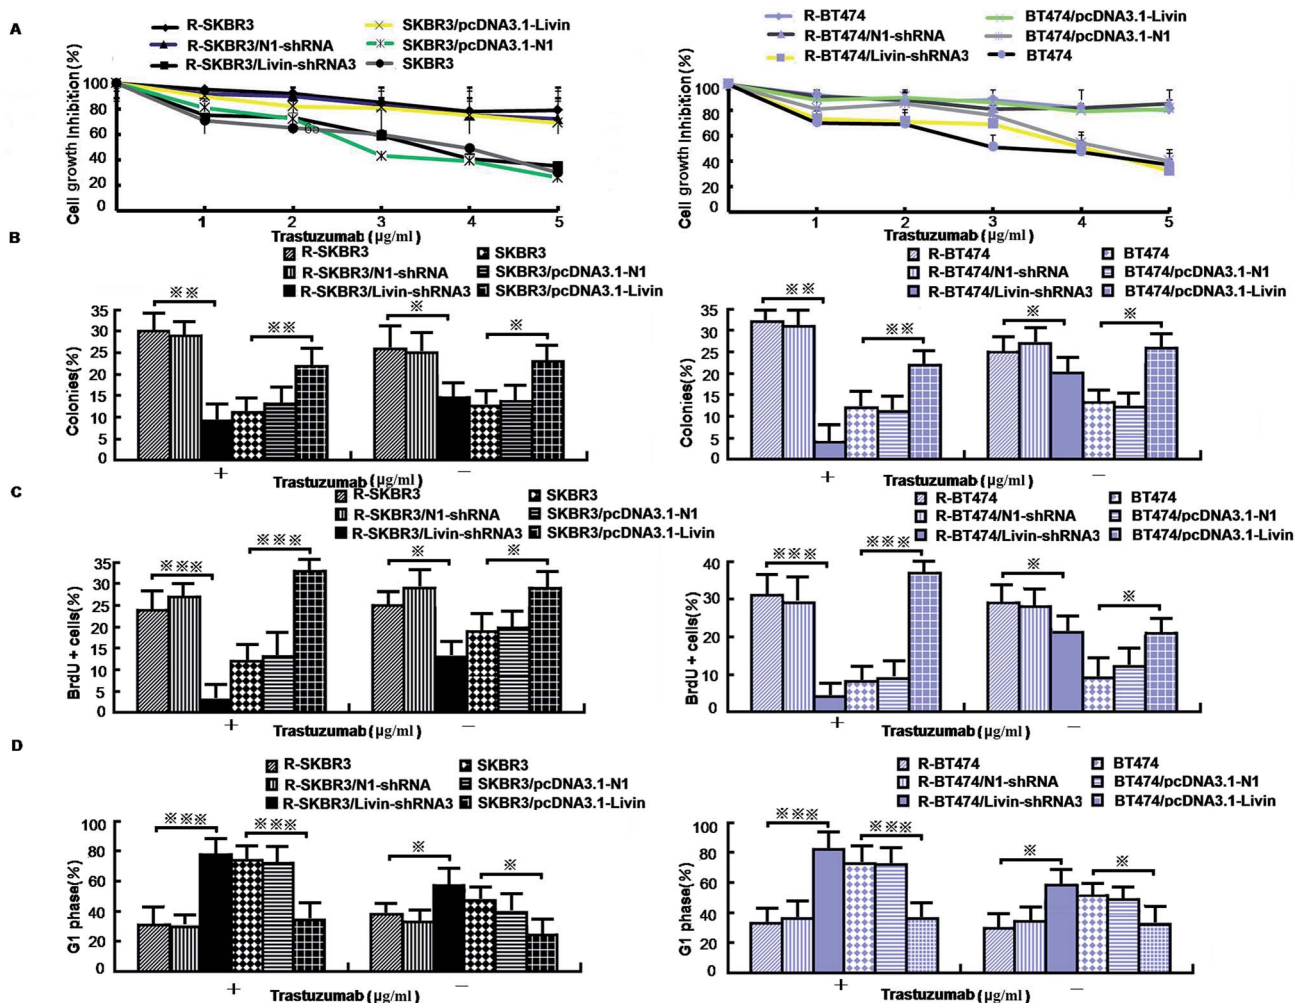 A
R-SKBR3
R-SKBR3/N1-shRNA
R-SKBR3/Livin-shRNA3
SKBR3/pcDNA3.1-Livin
SKBR3/pcDNA3.1-N1
SKBR3
Cell growth Inhibition (%)
100
80
60
40
20
0
1
2
3
4
5
Trastuzumab (μg/ml)
R-BT474
R-BT474/N1-shRNA
R-BT474/Livin-shRNA3
BT474/pcDNA3.1-Livin
BT474/pcDNA3.1-N1
BT474
Cell growth Inhibition(%)
100
80
60
40
20
0
1
2
3
4
5
Trastuzumab (μg/ml)
B
R-SKBR3
R-SKBR3/N1-shRNA
R-SKBR3/Livin-shRNA3
SKBR3
SKBR3/pcDNA3.1-N1
SKBR3/pcDNA3.1-Livin
Colonies(%)
35
30
25
20
15
10
5
0
※※
※※
※
※
+
−
Trastuzumab (μg/ml)
R-BT474
R-BT474/N1-shRNA
R-BT474/Livin-shRNA3
BT474
BT474/pcDNA3.1-N1
BT474/pcDNA3.1-Livin
Colonies(%)
35
30
25
20
15
10
5
0
※※
※※
※
※
+
−
Trastuzumab (μg/ml)
C
R-SKBR3
R-SKBR3/N1-shRNA
R-SKBR3/Livin-shRNA3
SKBR3
SKBR3/pcDNA3.1-N1
SKBR3/pcDNA3.1-Livin
BrdU + cells(%)
35
30
25
20
15
10
5
0
※※※
※※※
※
※
+
−
Trastuzumab (μg/ml)
R-BT474
R-BT474/N1-shRNA
R-BT474/Livin-shRNA3
BT474
BT474/pcDNA3.1-N1
BT474/pcDNA3.1-Livin
BrdU + cells(%)
40
30
20
10
0
※※※
※※※
※
※
+
−
Trastuzumab (μg/ml)
D
R-SKBR3
R-SKBR3/N1-shRNA
R-SKBR3/Livin-shRNA3
SKBR3
SKBR3/pcDNA3.1-N1
SKBR3/pcDNA3.1-Livin
G1 phase(%)
100
80
60
40
20
0
※※※
※※※
※
※
+
−
Trastuzumab (μg/ml)
R-BT474
R-BT474/N1-shRNA
R-BT474/Livin-shRNA3
BT474
BT474/pcDNA3.1-N1
BT474/pcDNA3.1-Livin
G1 phase(%)
100
80
60
40
20
0
※※※
※※※
※
※
+
−
Trastuzumab (μg/ml)